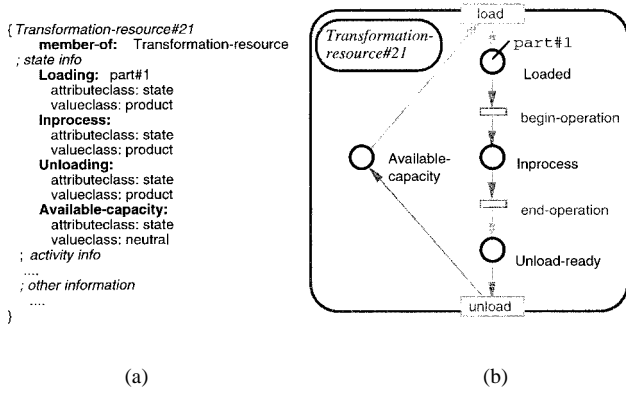 { Transformation-resource#21
member-of: Transformation-resource
; state info
Loading: part#1
attributeclass: state
valueclass: product
Inprocess:
attributeclass: state
valueclass: product
Unloading:
attributeclass: state
valueclass: product
Available-capacity:
attributeclass: state
valueclass: neutral
; activity info
....
; other information
....
}
(a)
load
Transformation-
resource#21
part#1
Loaded
begin-operation
Available-
capacity
Inprocess
end-operation
Unload-ready
unload
(b)